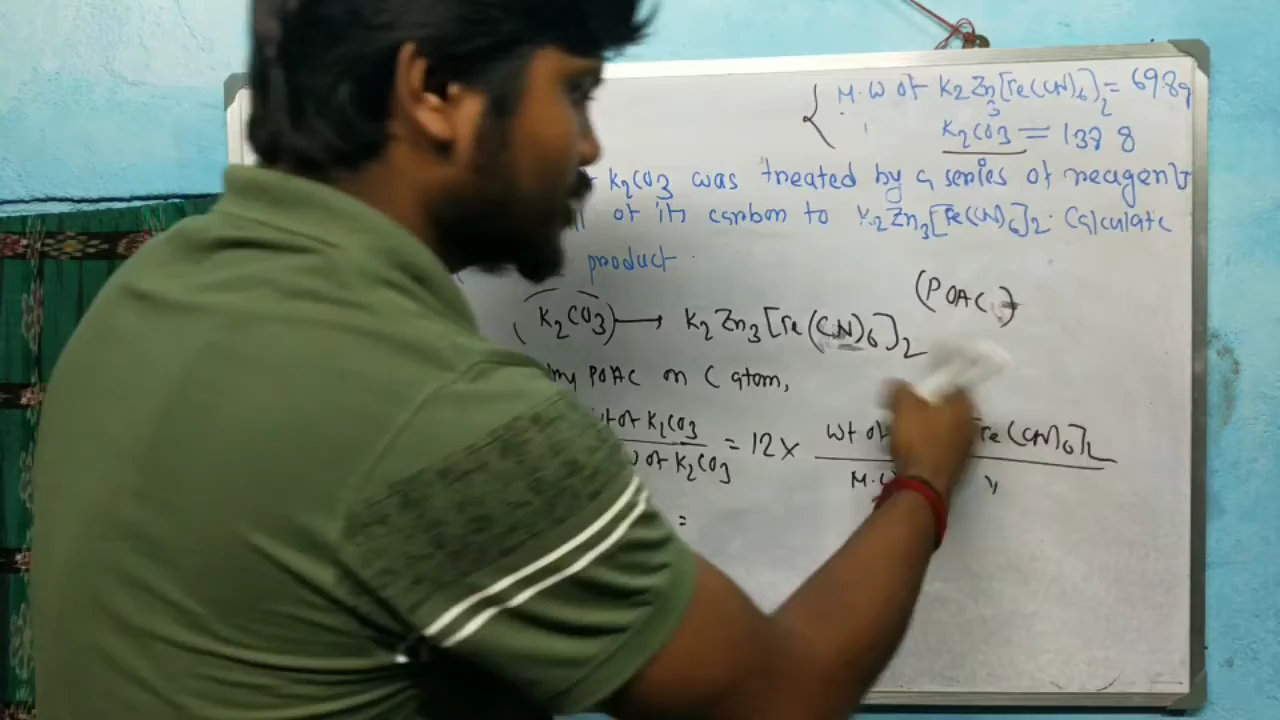 M.W of K2Zn3[Fe(CN)6]2 = 698g
K2CO3 = 138 g
K2CO3 was treated by a series of reagent
of its carbon to K2Zn3[Fe(CN)6]2. Calculate
product.
(POAC)
(K2CO3) → K2Zn3[Fe(CN)6]2
POAC on C atom,
wt of K2CO3 = 12 × wt of Fe(CN)6]2
of K2CO3 M.W "
=